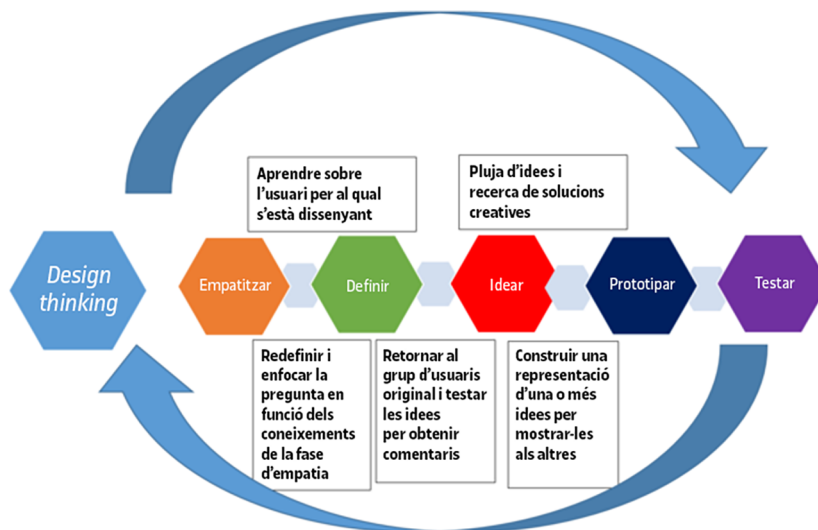 Aprendre sobre
l'usuari per al qual
s'està dissenyant
Pluja d'idees i
recerca de solucions
creatives
Design
thinking
Empatitzar
Definir
Idear
Prototipar
Testar
Redefinir i
enfocar la
pregunta en
funció dels
coneixements
de la fase
d'empatia
Retornar al
grup d'usuaris
original i testar
les idees
per obtenir
comentaris
Construir una
representació
d'una o més
idees per
mostrar-les
als altres